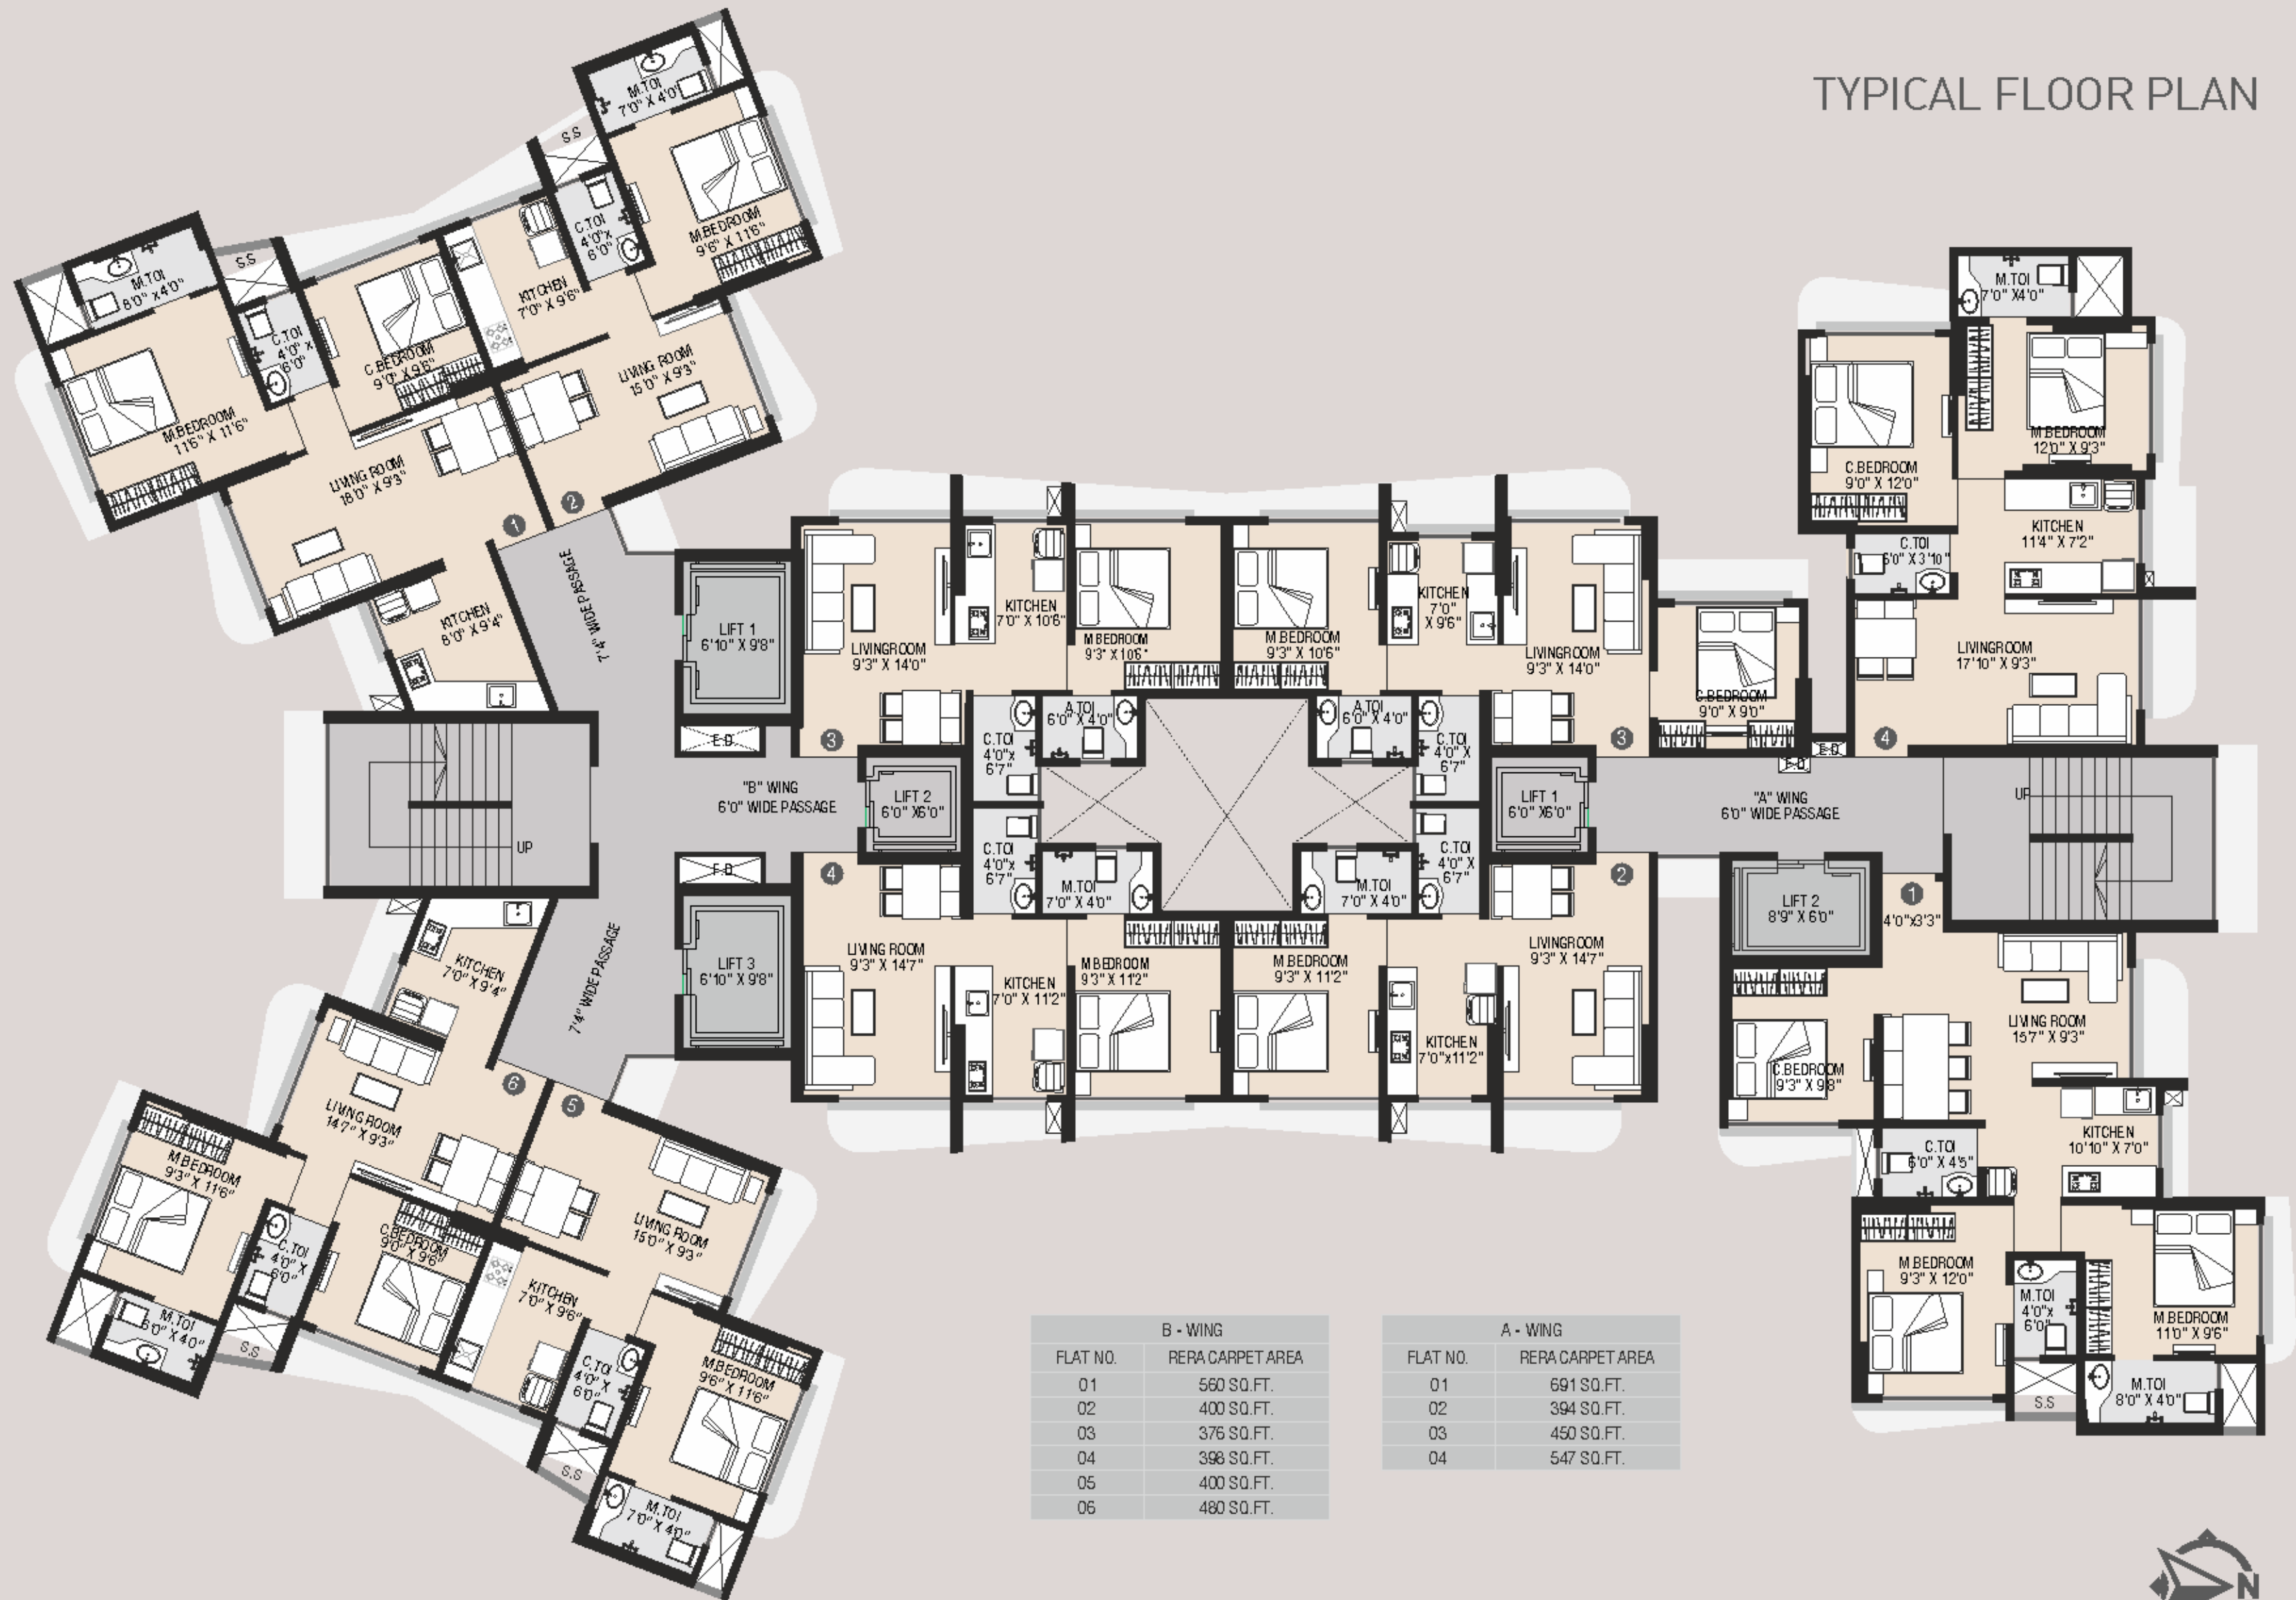 TYPICAL FLOOR PLAN
M.TOI
7'0" X 4'0"
S.S
C.TOI
4'0"x
6'0"
M.BEDROOM
9'6" X 11'6"
KITCHEN
7'0" X 9'6"
LIVING ROOM
15'0" X 9'3"
2
S.S
M.TOI
8'0" x4'0"
C.TOI
4'0" x
6'0"
C.BEDROOM
9'0" X 9'6"
M.BEDROOM
11'6" X 11'6"
LIVING ROOM
18'0" X 9'3"
1
KITCHEN
8'0" X 9'4"
7'4" WIDE PASSAGE
LIFT 1
6'10" X 9'8"
E.D
UP
"B" WING
6'0" WIDE PASSAGE
LIFT 2
6'0" X6'0"
E.D
LIFT 3
6'10" X 9'8"
7'4" WIDE PASSAGE
LIVINGROOM
9'3" X 14'0"
3
KITCHEN
7'0" X 10'6"
M BEDROOM
9'3" X10'6"
A.TOI
6'0" X 4'0"
C.TOI
4'0"x
6'7"
M BEDROOM
9'3" X 10'6"
KITCHEN
7'0"
X 9'6"
LIVINGROOM
9'3" X 14'0"
3
A.TOI
6'0" X 4'0"
C.TOI
4'0" X
6'7"
C.BEDROOM
9'0" X 9'0"
M.TOI
7'0" X4'0"
M BEDROOM
12'0" X 9'3"
C.BEDROOM
9'0" X 12'0"
KITCHEN
11'4" X 7'2"
C.TOI
6'0" X 3'10"
LIVINGROOM
17'10" X 9'3"
4
E.D
E.D
LIFT 1
6'0" X6'0"
"A" WING
6'0" WIDE PASSAGE
UP
C.TOI
4'0"x
6'7"
4
M.TOI
7'0" X 4'0"
LIVING ROOM
9'3" X 14'7"
KITCHEN
7'0" X 11'2"
M BEDROOM
9'3" X 11'2"
C.TOI
4'0" X
6'7"
M.TOI
7'0" X 4'0"
2
M BEDROOM
9'3" X 11'2"
LIVINGROOM
9'3" X 14'7"
KITCHEN
7'0"x11'2"
LIFT 2
8'9" X 6'0"
1
4'0"x3'3"
LIVING ROOM
15'7" X 9'3"
C.BEDROOM
9'3" X 9'8"
KITCHEN
10'10" X 7'0"
C.TOI
6'0" X 4'5"
M BEDROOM
9'3" X 12'0"
M.TOI
4'0"x
6'0"
M.BEDROOM
11'0" X 9'6"
S.S
M.TOI
8'0" X 4'0"
KITCHEN
7'0" X 9'4"
6
LIVING ROOM
14'7" X 9'3"
M BEDROOM
9'3" X 11'6"
C.BEDROOM
9'0" X 9'6"
C.TOI
4'0" X
6'0"
M.TOI
6'0" X 4'0"
S.S
5
LIVING ROOM
15'0" X 9'3"
KITCHEN
7'0" X 9'6"
C.TOI
4'0" X
6'0"
M.BEDROOM
9'6" X 11'6"
S.S
M.TOI
7'0" X 4'0"
B - WING
FLAT NO. RERA CARPET AREA
01 560 SQ.FT.
02 400 SQ.FT.
03 376 SQ.FT.
04 398 SQ.FT.
05 400 SQ.FT.
06 480 SQ.FT.
A - WING
FLAT NO. RERA CARPET AREA
01 691 SQ.FT.
02 394 SQ.FT.
03 450 SQ.FT.
04 547 SQ.FT.
N